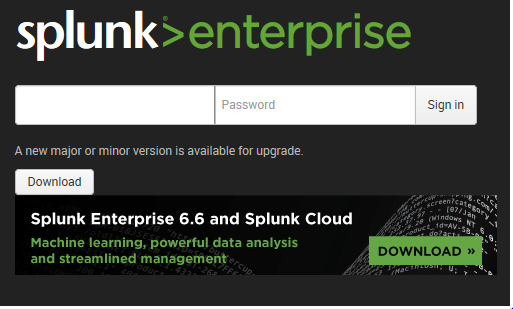 splunk>enterprise
Password
Sign in
A new major or minor version is available for upgrade.
Download
Splunk Enterprise 6.6 and Splunk Cloud
Machine learning, powerful data analysis
and streamlined management
DOWNLOAD »